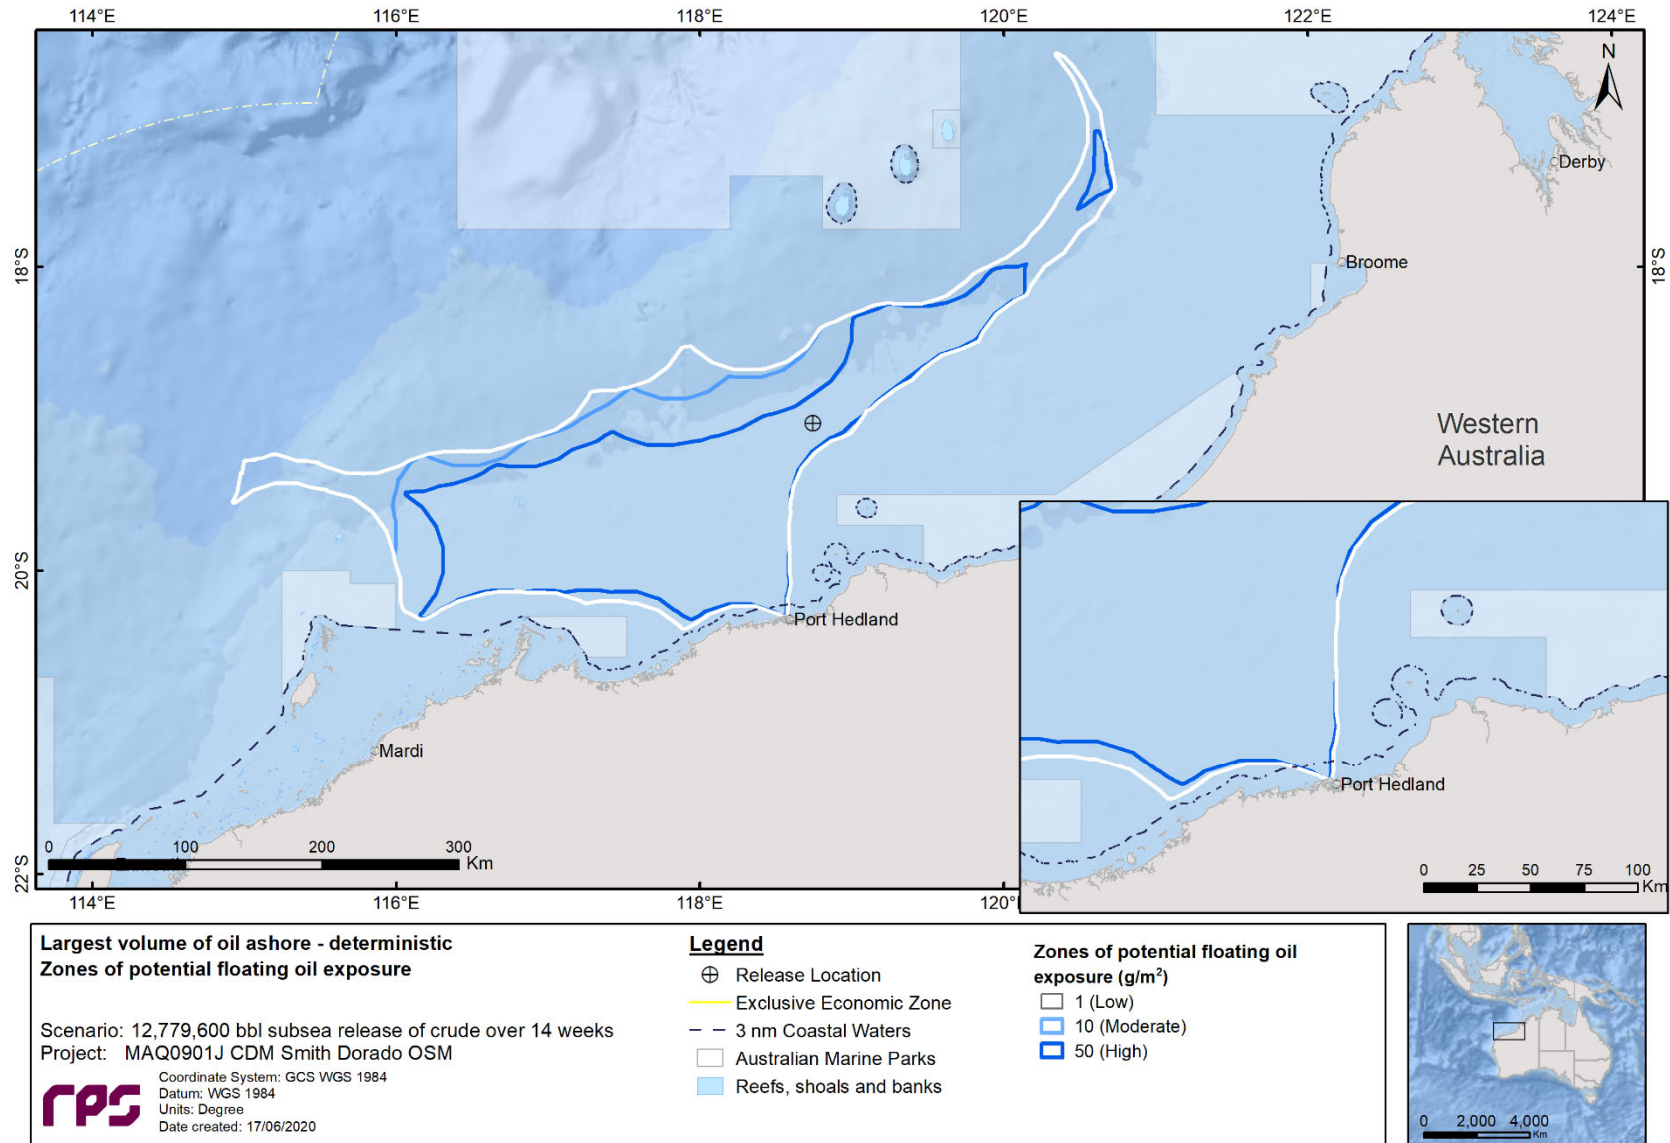 114°E 116°E 118°E 120°E 122°E 124°E
N
Derby
18°S
Broome
18°S
Western
Australia
20°S
Port Hedland
Mardi
0 100 200 300
Km
22°S
Port Hedland
0 25 50 75 100
Km
114°E 116°E 118°E 120°
Largest volume of oil ashore - deterministic
Zones of potential floating oil exposure
Scenario: 12,779,600 bbl subsea release of crude over 14 weeks
Project: MAQ0901J CDM Smith Dorado OSM
rps
Coordinate System: GCS WGS 1984
Datum: WGS 1984
Units: Degree
Date created: 17/06/2020
Legend
Release Location
Exclusive Economic Zone
3 nm Coastal Waters
Australian Marine Parks
Reefs, shoals and banks
Zones of potential floating oil
exposure (g/m²)
1 (Low)
10 (Moderate)
50 (High)
0 2,000 4,000
Km